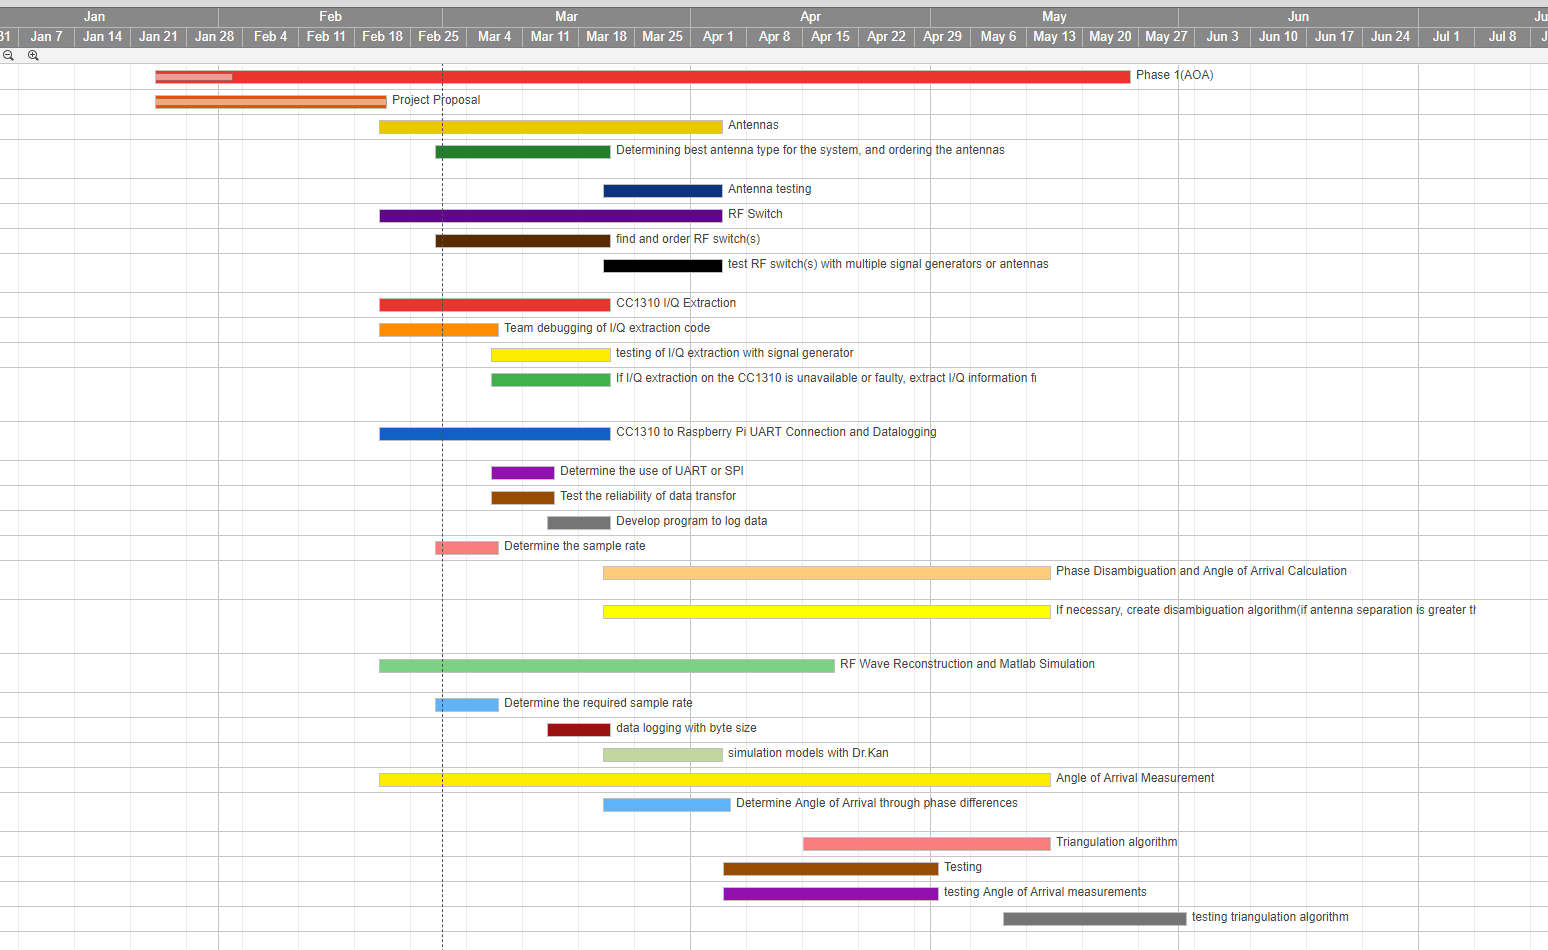 Jan Feb Mar Apr May Jun Ju
31 Jan 7 Jan 14 Jan 21 Jan 28 Feb 4 Feb 11 Feb 18 Feb 25 Mar 4 Mar 11 Mar 18 Mar 25 Apr 1 Apr 8 Apr 15 Apr 22 Apr 29 May 6 May 13 May 20 May 27 Jun 3 Jun 10 Jun 17 Jun 24 Jul 1 Jul 8 J
Phase 1(AOA)
Project Proposal
Antennas
Determining best antenna type for the system, and ordering the antennas
Antenna testing
RF Switch
find and order RF switch(s)
test RF switch(s) with multiple signal generators or antennas
CC1310 I/Q Extraction
Team debugging of I/Q extraction code
testing of I/Q extraction with signal generator
If I/Q extraction on the CC1310 is unavailable or faulty, extract I/Q information
CC1310 to Raspberry Pi UART Connection and Datalogging
Determine the use of UART or SPI
Test the reliability of data transfor
Develop program to log data
Determine the sample rate
Phase Disambiguation and Angle of Arrival Calculation
If necessary, create disambiguation algorithm(if antenna separation is greater
RF Wave Reconstruction and Matlab Simulation
Determine the required sample rate
data logging with byte size
simulation models with Dr.Kan
Angle of Arrival Measurement
Determine Angle of Arrival through phase differences
Triangulation algorithm
Testing
testing Angle of Arrival measurements
testing triangulation algorithm